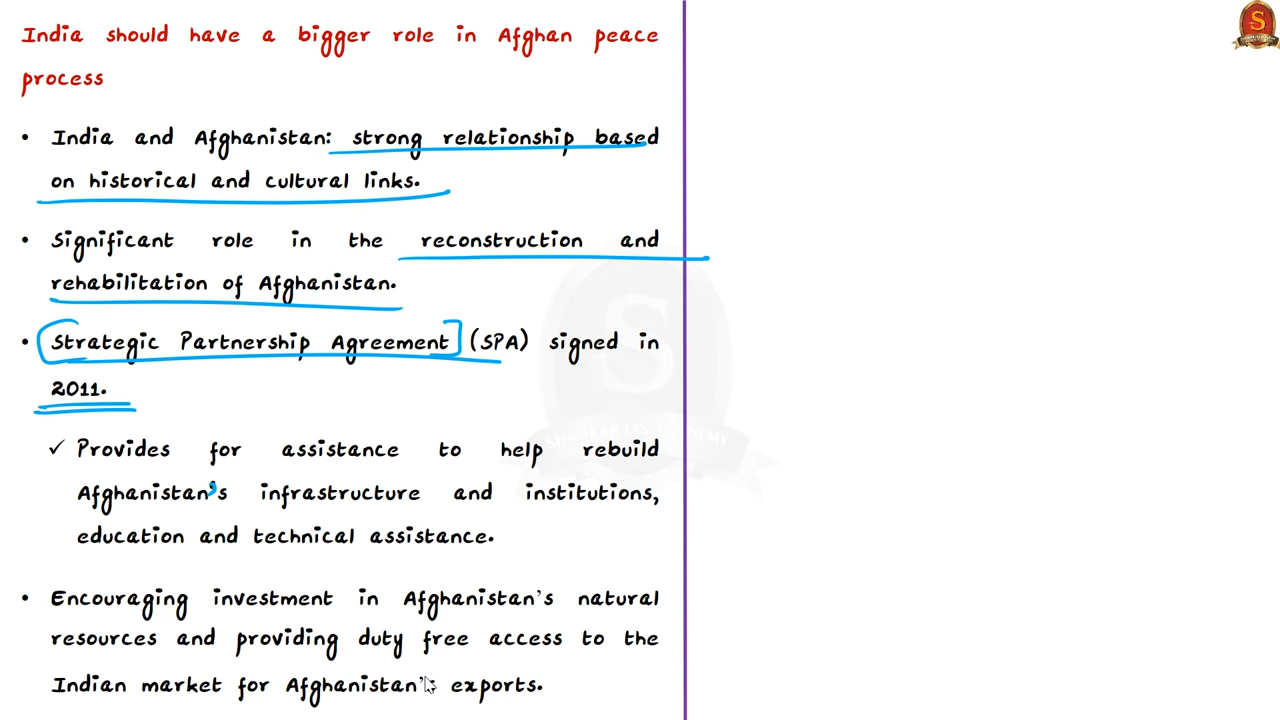 India should have a bigger role in Afghan peace
process
• India and Afghanistan: strong relationship based
on historical and cultural links.
• Significant role in the reconstruction and
rehabilitation of Afghanistan.
• Strategic Partnership Agreement (SPA) signed in
2011.
✓ Provides for assistance to help rebuild
Afghanistan's infrastructure and institutions,
education and technical assistance.
• Encouraging investment in Afghanistan's natural
resources and providing duty free access to the
Indian market for Afghanistan's exports.
S
SHANKAR IAS ACADEMY